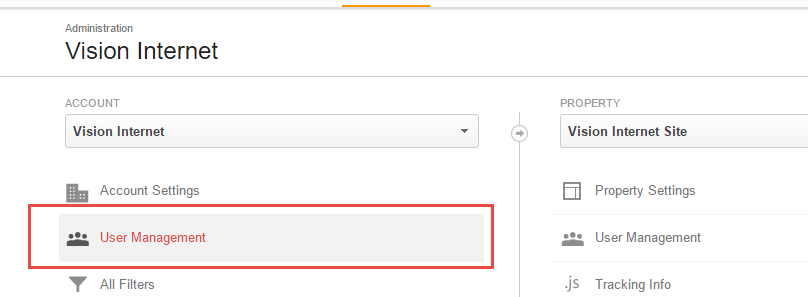 Administration
Vision Internet
ACCOUNT
Vision Internet
Account Settings
User Management
All Filters
PROPERTY
Vision Internet Site
Property Settings
User Management
.js Tracking Info